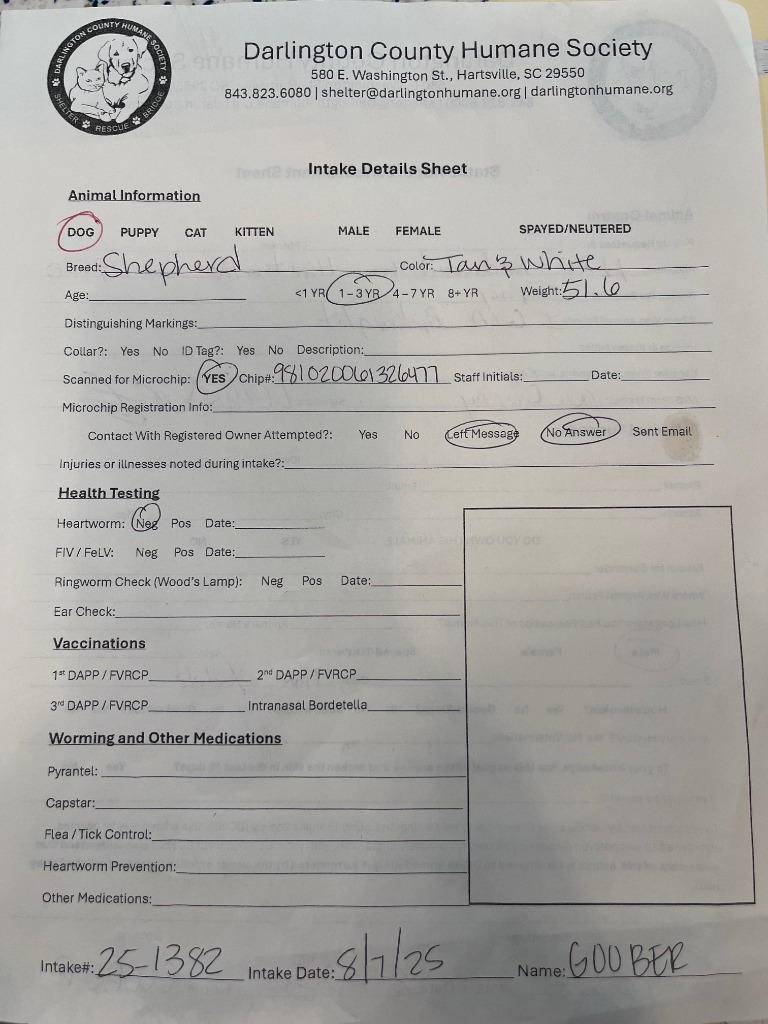 DARLINGTON COUNTY HUMANE SOCIETY
SHELTER RESCUE BRIDGE
Darlington County Humane Society
580 E. Washington St., Hartsville, SC 29550
843.823.6080 | shelter@darlingtonhumane.org | darlingtonhumane.org
Intake Details Sheet
Animal Information
DOG PUPPY CAT KITTEN MALE FEMALE SPAYED/NEUTERED
Breed: Shepherd Color: Tan & White
Age: <1 YR 1-3 YR 4-7 YR 8+ YR Weight: 51.6
Distinguishing Markings:
Collar?: Yes No ID Tag?: Yes No Description:
Scanned for Microchip: YES Chip#: 981020061326477 Staff Initials: Date:
Microchip Registration Info:
Contact With Registered Owner Attempted?: Yes No Left Message No Answer Sent Email
Injuries or illnesses noted during intake?:
Health Testing
Heartworm: Neg Pos Date:
FIV / FeLV: Neg Pos Date:
Ringworm Check (Wood's Lamp): Neg Pos Date:
Ear Check:
Vaccinations
1st DAPP / FVRCP 2nd DAPP / FVRCP
3rd DAPP / FVRCP Intranasal Bordetella
Worming and Other Medications
Pyrantel:
Capstar:
Flea / Tick Control:
Heartworm Prevention:
Other Medications:
Intake#: 25-1382 Intake Date: 8/7/25 Name: GOOBER